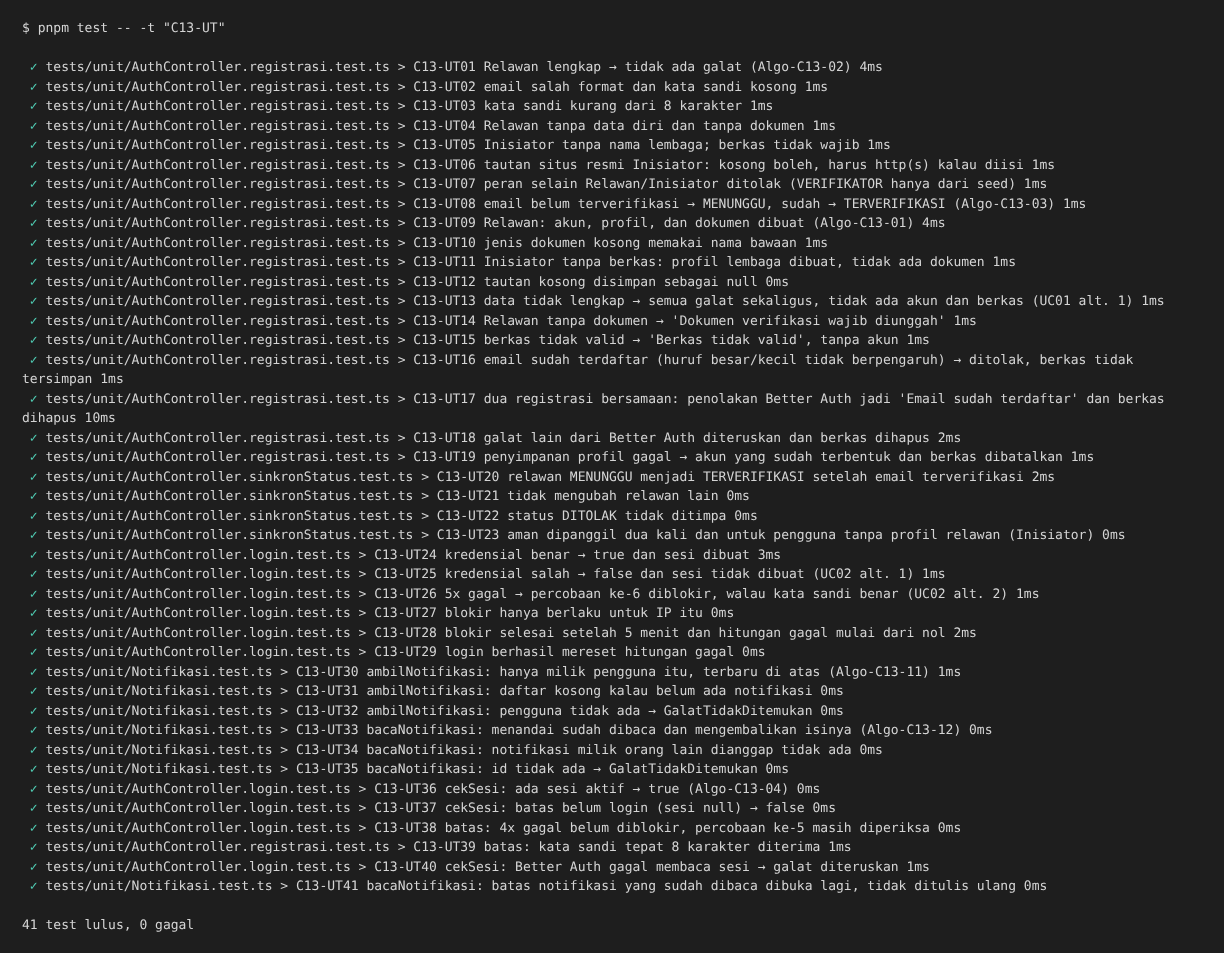 $ pnpm test -- -t "C13-UT"
✓ tests/unit/AuthController.registrasi.test.ts > C13-UT01 Relawan lengkap → tidak ada galat (Algo-C13-02) 4ms
✓ tests/unit/AuthController.registrasi.test.ts > C13-UT02 email salah format dan kata sandi kosong 1ms
✓ tests/unit/AuthController.registrasi.test.ts > C13-UT03 kata sandi kurang dari 8 karakter 1ms
✓ tests/unit/AuthController.registrasi.test.ts > C13-UT04 Relawan tanpa data diri dan tanpa dokumen 1ms
✓ tests/unit/AuthController.registrasi.test.ts > C13-UT05 Inisiator tanpa nama lembaga; berkas tidak wajib 1ms
✓ tests/unit/AuthController.registrasi.test.ts > C13-UT06 tautan situs resmi Inisiator: kosong boleh, harus http(s) kalau diisi 1ms
✓ tests/unit/AuthController.registrasi.test.ts > C13-UT07 peran selain Relawan/Inisiator ditolak (VERIFIKATOR hanya dari seed) 1ms
✓ tests/unit/AuthController.registrasi.test.ts > C13-UT08 email belum terverifikasi → MENUNGGU, sudah → TERVERIFIKASI (Algo-C13-03) 1ms
✓ tests/unit/AuthController.registrasi.test.ts > C13-UT09 Relawan: akun, profil, dan dokumen dibuat (Algo-C13-01) 4ms
✓ tests/unit/AuthController.registrasi.test.ts > C13-UT10 jenis dokumen kosong memakai nama bawaan 1ms
✓ tests/unit/AuthController.registrasi.test.ts > C13-UT11 Inisiator tanpa berkas: profil lembaga dibuat, tidak ada dokumen 1ms
✓ tests/unit/AuthController.registrasi.test.ts > C13-UT12 tautan kosong disimpan sebagai null 0ms
✓ tests/unit/AuthController.registrasi.test.ts > C13-UT13 data tidak lengkap → semua galat sekaligus, tidak ada akun dan berkas (UC01 alt. 1) 1ms
✓ tests/unit/AuthController.registrasi.test.ts > C13-UT14 Relawan tanpa dokumen → 'Dokumen verifikasi wajib diunggah' 1ms
✓ tests/unit/AuthController.registrasi.test.ts > C13-UT15 berkas tidak valid → 'Berkas tidak valid', tanpa akun 1ms
✓ tests/unit/AuthController.registrasi.test.ts > C13-UT16 email sudah terdaftar (huruf besar/kecil tidak berpengaruh) → ditolak, berkas tidak
tersimpan 1ms
✓ tests/unit/AuthController.registrasi.test.ts > C13-UT17 dua registrasi bersamaan: penolakan Better Auth jadi 'Email sudah terdaftar' dan berkas
dihapus 10ms
✓ tests/unit/AuthController.registrasi.test.ts > C13-UT18 galat lain dari Better Auth diteruskan dan berkas dihapus 2ms
✓ tests/unit/AuthController.registrasi.test.ts > C13-UT19 penyimpanan profil gagal → akun yang sudah terbentuk dan berkas dibatalkan 1ms
✓ tests/unit/AuthController.sinkronStatus.test.ts > C13-UT20 relawan MENUNGGU menjadi TERVERIFIKASI setelah email terverifikasi 2ms
✓ tests/unit/AuthController.sinkronStatus.test.ts > C13-UT21 tidak mengubah relawan lain 0ms
✓ tests/unit/AuthController.sinkronStatus.test.ts > C13-UT22 status DITOLAK tidak ditimpa 0ms
✓ tests/unit/AuthController.sinkronStatus.test.ts > C13-UT23 aman dipanggil dua kali dan untuk pengguna tanpa profil relawan (Inisiator) 0ms
✓ tests/unit/AuthController.login.test.ts > C13-UT24 kredensial benar → true dan sesi dibuat 3ms
✓ tests/unit/AuthController.login.test.ts > C13-UT25 kredensial salah → false dan sesi tidak dibuat (UC02 alt. 1) 1ms
✓ tests/unit/AuthController.login.test.ts > C13-UT26 5x gagal → percobaan ke-6 diblokir, walau kata sandi benar (UC02 alt. 2) 1ms
✓ tests/unit/AuthController.login.test.ts > C13-UT27 blokir hanya berlaku untuk IP itu 0ms
✓ tests/unit/AuthController.login.test.ts > C13-UT28 blokir selesai setelah 5 menit dan hitungan gagal mulai dari nol 2ms
✓ tests/unit/AuthController.login.test.ts > C13-UT29 login berhasil mereset hitungan gagal 0ms
✓ tests/unit/Notifikasi.test.ts > C13-UT30 ambilNotifikasi: hanya milik pengguna itu, terbaru di atas (Algo-C13-11) 1ms
✓ tests/unit/Notifikasi.test.ts > C13-UT31 ambilNotifikasi: daftar kosong kalau belum ada notifikasi 0ms
✓ tests/unit/Notifikasi.test.ts > C13-UT32 ambilNotifikasi: pengguna tidak ada → GalatTidakDitemukan 0ms
✓ tests/unit/Notifikasi.test.ts > C13-UT33 bacaNotifikasi: menandai sudah dibaca dan mengembalikan isinya (Algo-C13-12) 0ms
✓ tests/unit/Notifikasi.test.ts > C13-UT34 bacaNotifikasi: notifikasi milik orang lain dianggap tidak ada 0ms
✓ tests/unit/Notifikasi.test.ts > C13-UT35 bacaNotifikasi: id tidak ada → GalatTidakDitemukan 0ms
✓ tests/unit/AuthController.login.test.ts > C13-UT36 cekSesi: ada sesi aktif → true (Algo-C13-04) 0ms
✓ tests/unit/AuthController.login.test.ts > C13-UT37 cekSesi: batas belum login (sesi null) → false 0ms
✓ tests/unit/AuthController.login.test.ts > C13-UT38 batas: 4x gagal belum diblokir, percobaan ke-5 masih diperiksa 0ms
✓ tests/unit/AuthController.registrasi.test.ts > C13-UT39 batas: kata sandi tepat 8 karakter diterima 1ms
✓ tests/unit/AuthController.login.test.ts > C13-UT40 cekSesi: Better Auth gagal membaca sesi → galat diteruskan 1ms
✓ tests/unit/Notifikasi.test.ts > C13-UT41 bacaNotifikasi: batas notifikasi yang sudah dibaca dibuka lagi, tidak ditulis ulang 0ms
41 test lulus, 0 gagal